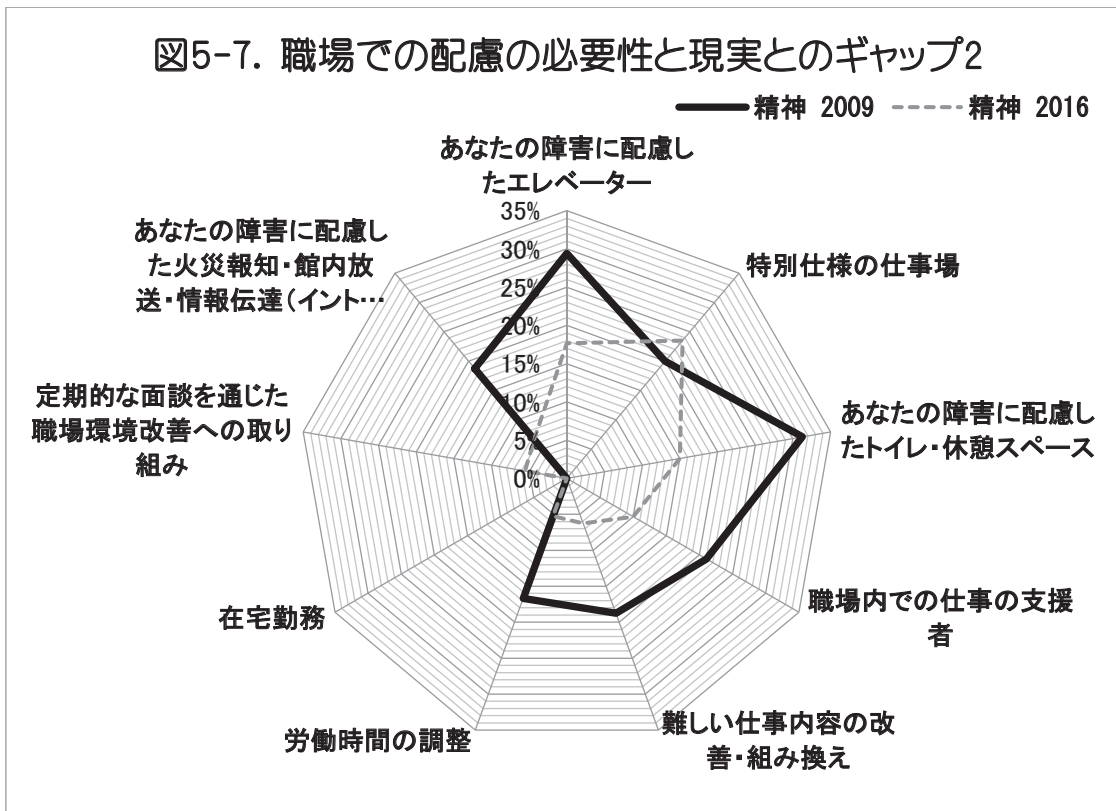 図5-7. 職場での配慮の必要性と現実とのギャップ2
精神 2009
精神 2016
あなたの障害に配慮し
たエレベーター
特別仕様の仕事場
あなたの障害に配慮し
たトイレ・休憩スペース
職場内での仕事の支援
者
難しい仕事内容の改
善・組み換え
労働時間の調整
在宅勤務
定期的な面談を通じた
職場環境改善への取り
組み
あなたの障害に配慮し
た火災報知・館内放
送・情報伝達(イント…
35%
30%
25%
20%
15%
10%
5%
0%